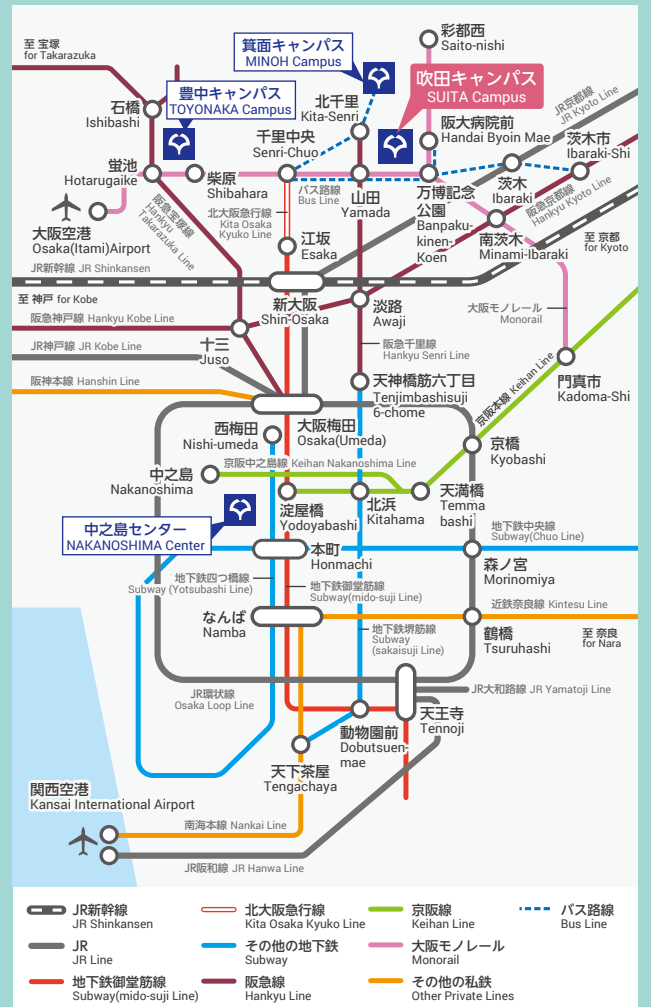 至 宝塚
for Takarazuka
石橋
Ishibashi
豊中キャンパス
TOYONAKA Campus
箕面キャンパス
MINOH Campus
北千里
Kita-Senri
千里中央
Senri-Chuo
彩都西
Saito-nishi
吹田キャンパス
SUITA Campus
阪大病院前
Handai Byoin Mae
JR京都線
JR Kyoto Line
茨木市
Ibaraki-Shi
茨木
Ibaraki
阪急京都線
Hankyu Kyoto Line
蛍池
Hotarugaike
柴原
Shibahara
バス路線
Bus Line
山田
Yamada
万博記念
公園
Banpaku-
kinen-
Koen
南茨木
Minami-Ibaraki
至 京都
for Kyoto
大阪空港
Osaka(Itami)Airport
阪急宝塚線
Hankyu
Takarazuka Line
北大阪急行線
Kita Osaka
Kyuko Line
江坂
Esaka
JR新幹線 JR Shinkansen
至 神戸 for Kobe
新大阪
Shin-Osaka
淡路
Awaji
大阪モノレール
Monorail
阪急神戸線 Hankyu Kobe Line
十三
Juso
JR神戸線 JR Kobe Line
阪急千里線
Hankyu Senri Line
門真市
Kadoma-Shi
京阪本線 Keihan Line
阪神本線 Hanshin Line
天神橋筋六丁目
Tenjimbashisuji
6-chome
西梅田
Nishi-umeda
大阪梅田
Osaka(Umeda)
京橋
Kyobashi
京阪中之島線 Keihan Nakanoshima Line
中之島
Nakanoshima
淀屋橋
Yodoyabashi
北浜
Kitahama
天満橋
Temma
bashi
中之島センター
NAKANOSHIMA Center
本町
Honmachi
地下鉄中央線
Subway(Chuo Line)
森ノ宮
Morinomiya
地下鉄四つ橋線
Subway (Yotsubashi Line)
地下鉄御堂筋線
Subway(mido-suji Line)
なんば
Namba
近鉄奈良線 Kintesu Line
地下鉄堺筋線
Subway
(sakaisuji Line)
鶴橋
Tsuruhashi
至 奈良
for Nara
JR環状線
Osaka Loop Line
JR大和路線 JR Yamatoji Line
天王寺
Tennoji
動物園前
Dobutsuen-
mae
天下茶屋
Tengachaya
関西空港
Kansai International Airport
南海本線 Nankai Line
JR阪和線 JR Hanwa Line
JR新幹線
JR Shinkansen
北大阪急行線
Kita Osaka Kyuko Line
京阪線
Keihan Line
バス路線
Bus Line
JR
JR Line
その他の地下鉄
Subway
大阪モノレール
Monorail
地下鉄御堂筋線
Subway(mido-suji Line)
阪急線
Hankyu Line
その他の私鉄
Other Private Lines